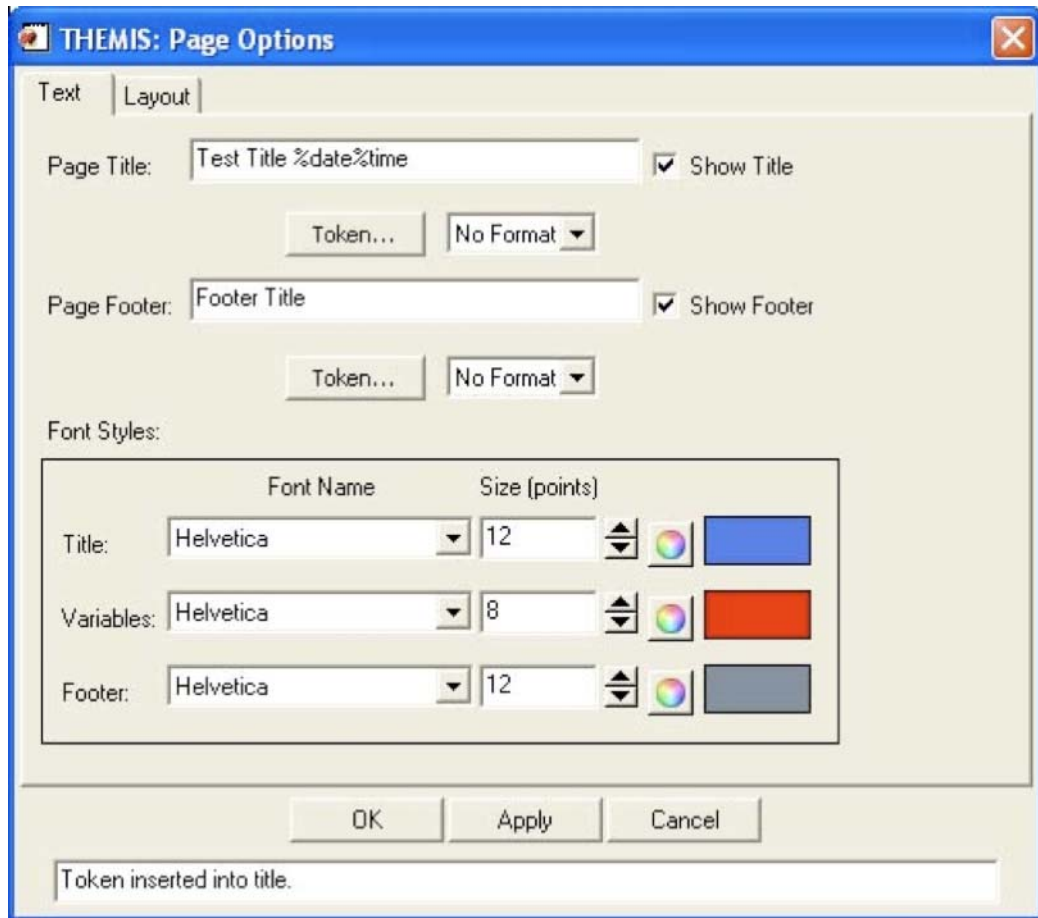 THEMIS: Page Options
Text Layout
Page Title: Test Title %date%time Show Title
Token... No Format
Page Footer: Footer Title Show Footer
Token... No Format
Font Styles:
Font Name Size (points)
Title: Helvetica 12
Variables: Helvetica 8
Footer: Helvetica 12
OK Apply Cancel
Token inserted into title.